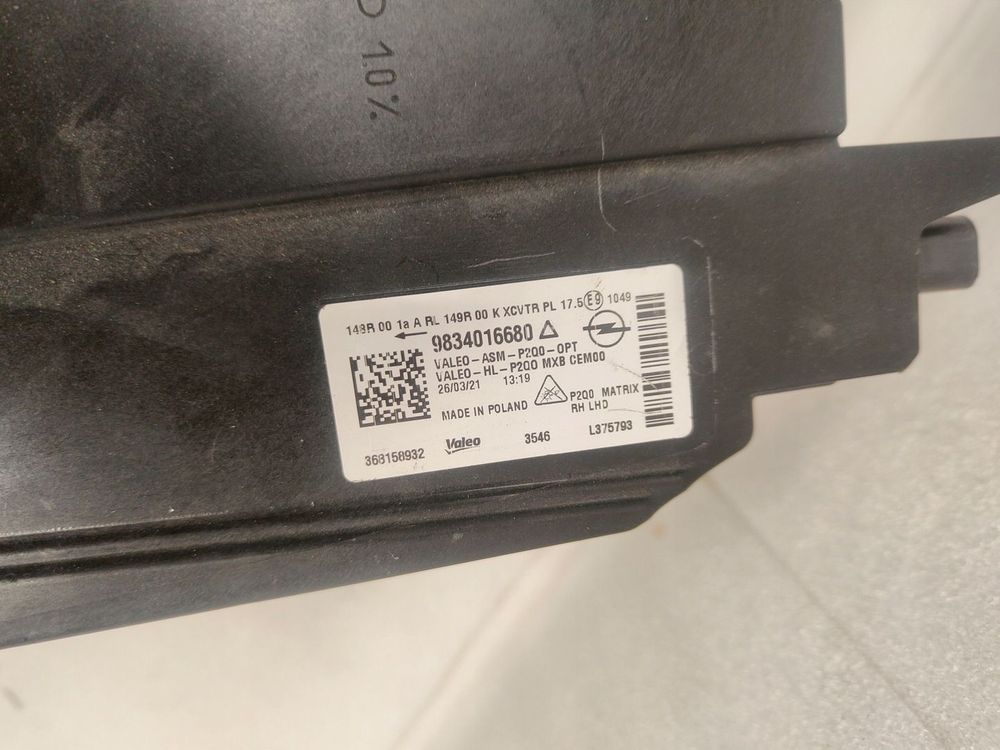 1.0%
148R 00 1a A RL 149R 00 K XCVTR PL 17.5 E9 1049
9834016680
VALEO-ASM-P2Q0-OPT
VALEO-HL-P2Q0 MXB CEM00
26/03/21 13:19
MADE IN POLAND
P2Q0 MATRIX
RH LHD
368158932 Valeo 3546 L375793